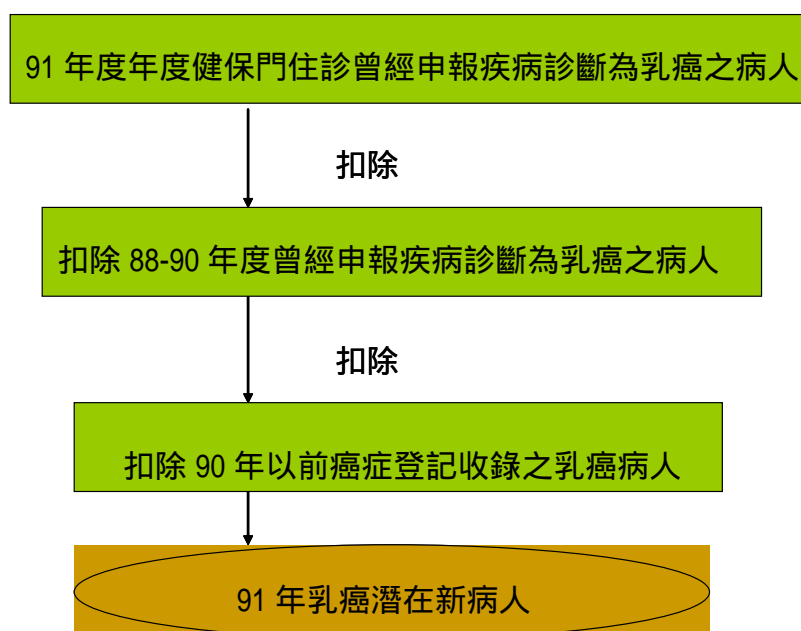 91 年度年度健保門住診曾經申報疾病診斷為乳癌之病人
扣除
扣除 88-90 年度曾經申報疾病診斷為乳癌之病人
扣除
扣除 90 年以前癌症登記收錄之乳癌病人
91 年乳癌潛在新病人